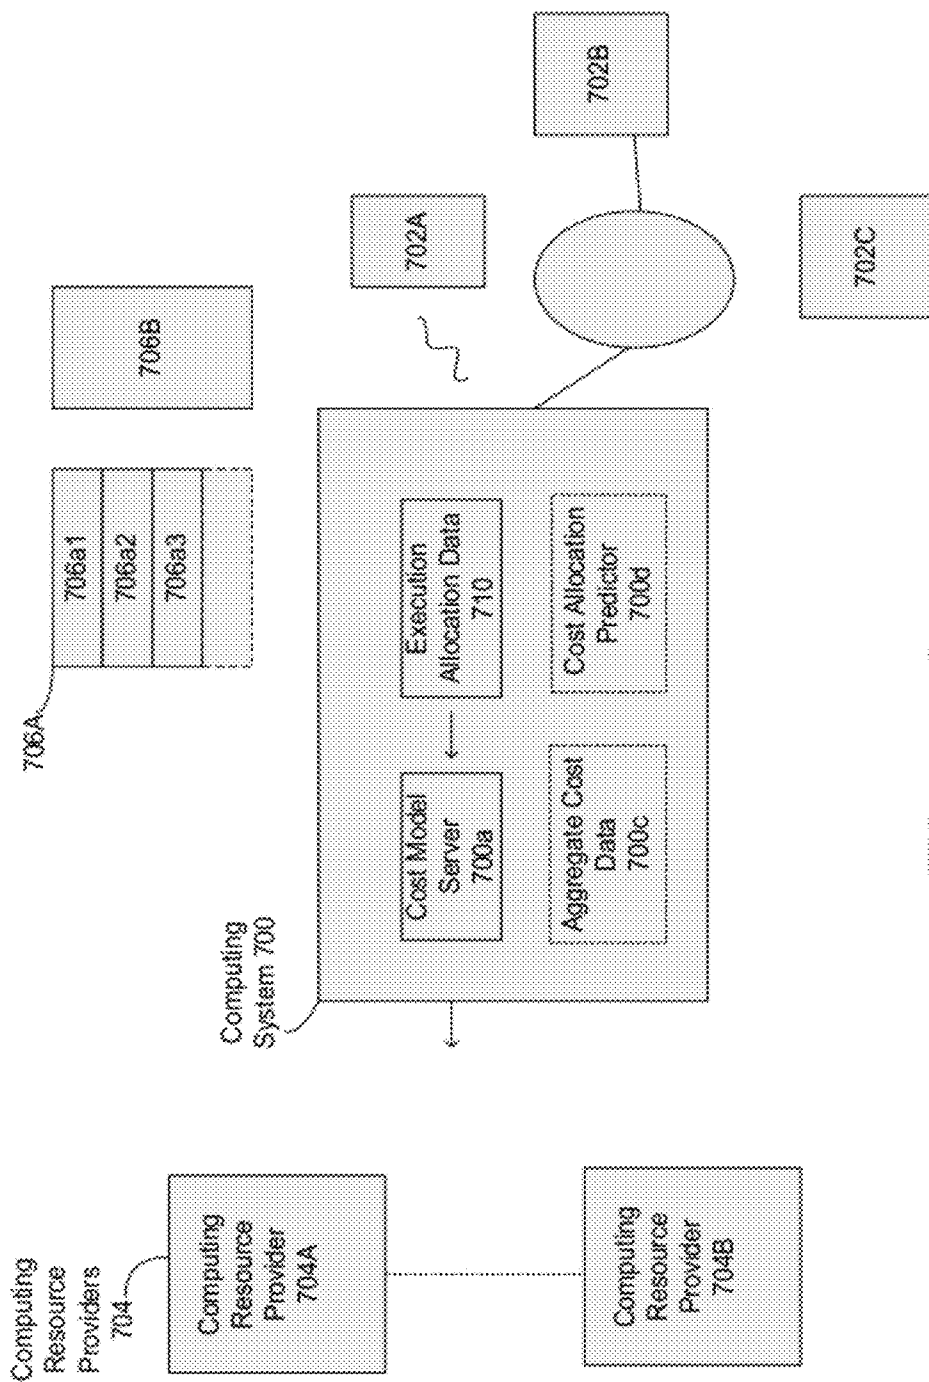 Computing
Resource
Providers
704
Computing
Resource
Provider
704A
Computing
Resource
Provider
704B
Computing
System 700
Cost Model
Server
700a
Execution
Allocation Data
710
Aggregate Cost
Data
700c
Cost Allocation
Predictor
700d
706A
706a1
706a2
706a3
706B
702A
702B
702C